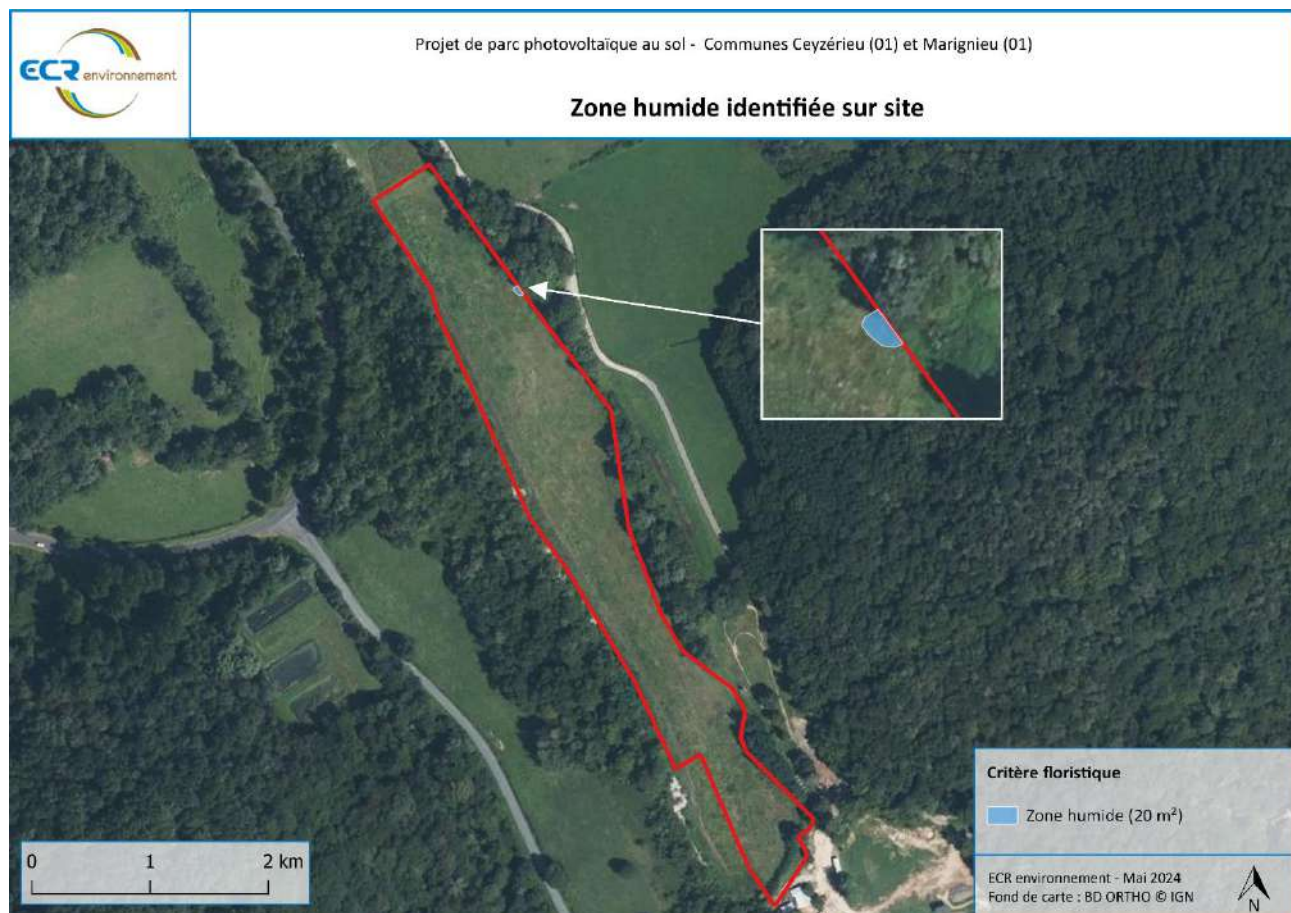 ECR environnement
Projet de parc photovoltaïque au sol - Communes Ceyzérieu (01) et Marignieu (01)
Zone humide identifiée sur site
Critère floristique
Zone humide (20 m²)
0 1 2 km
ECR environnement - Mai 2024
Fond de carte : BD ORTHO © IGN
N